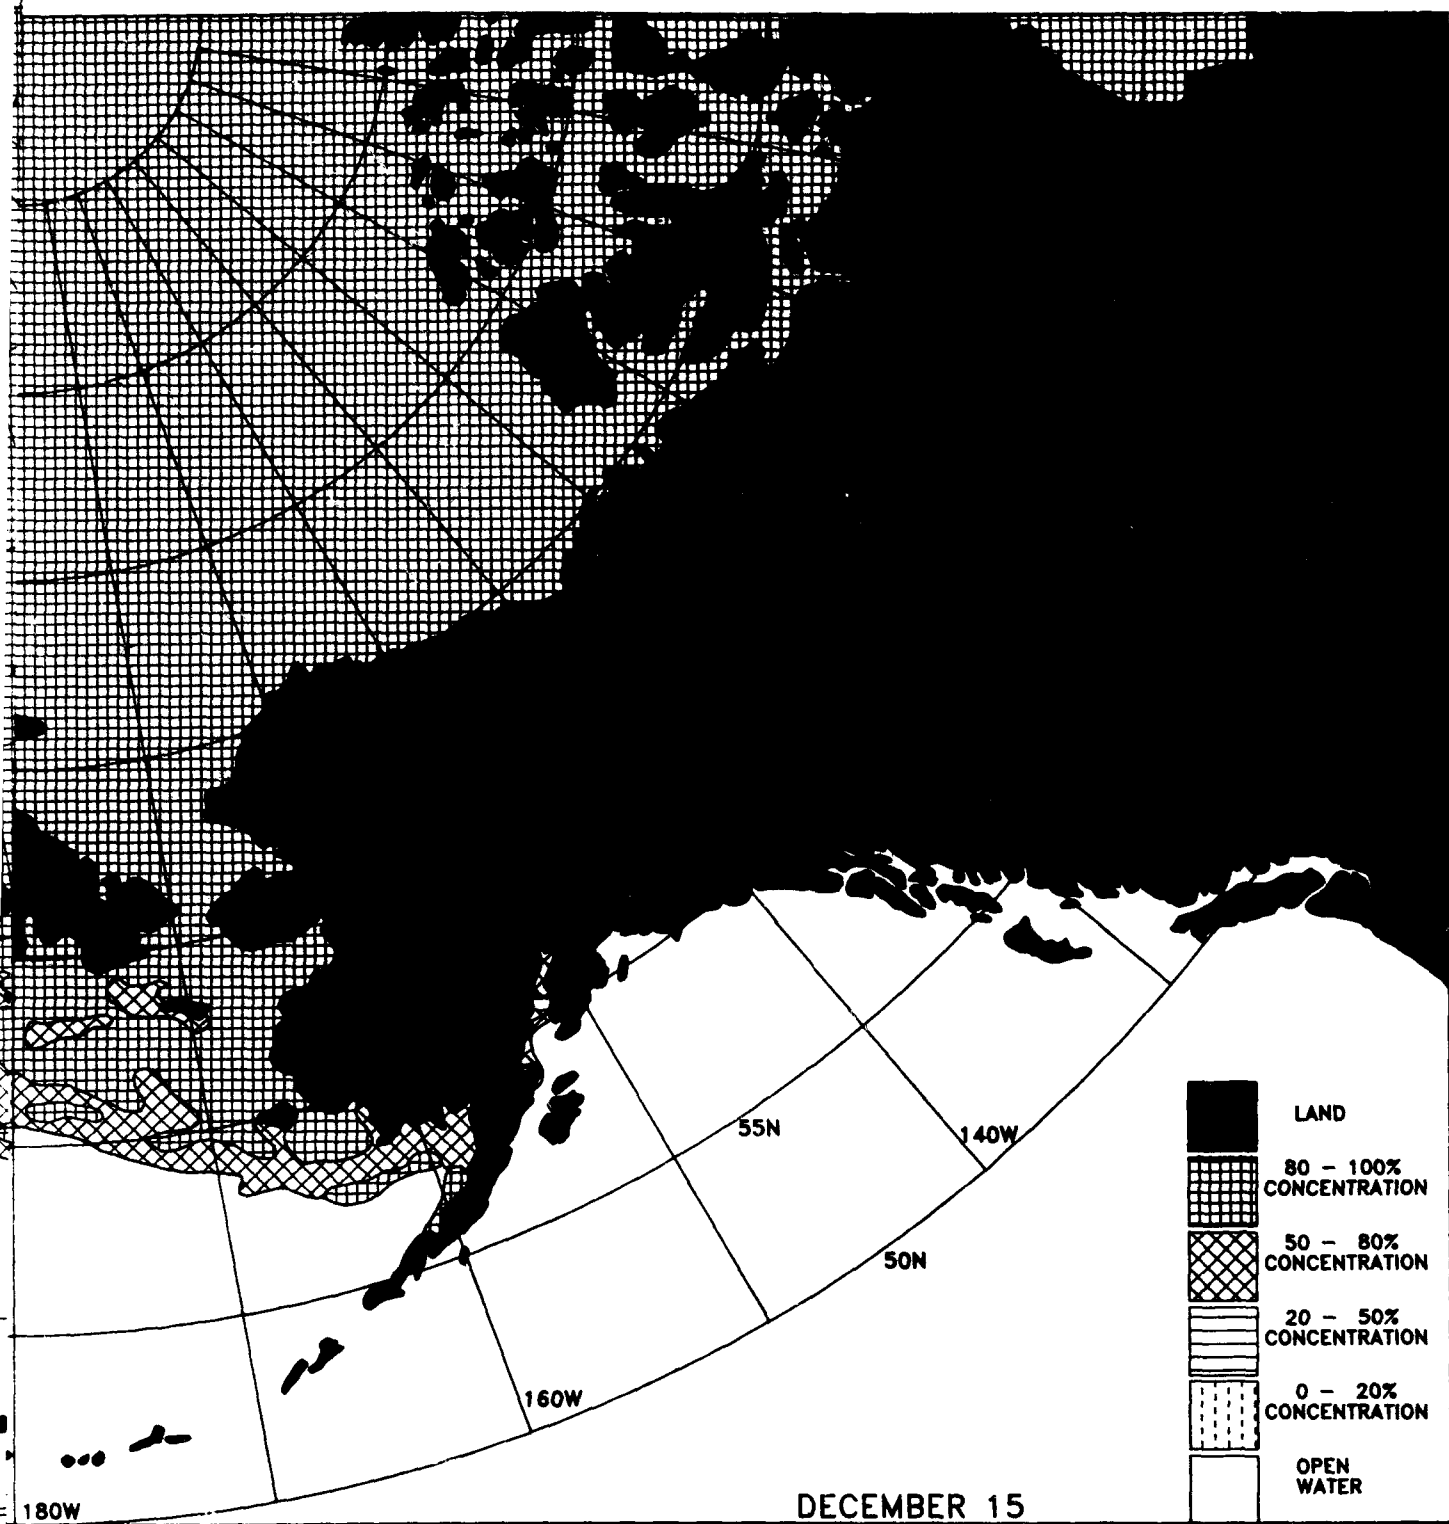 55N
140W
50N
160W
180W
DECEMBER 15
LAND
80 - 100%
CONCENTRATION
50 - 80%
CONCENTRATION
20 - 50%
CONCENTRATION
0 - 20%
CONCENTRATION
OPEN
WATER